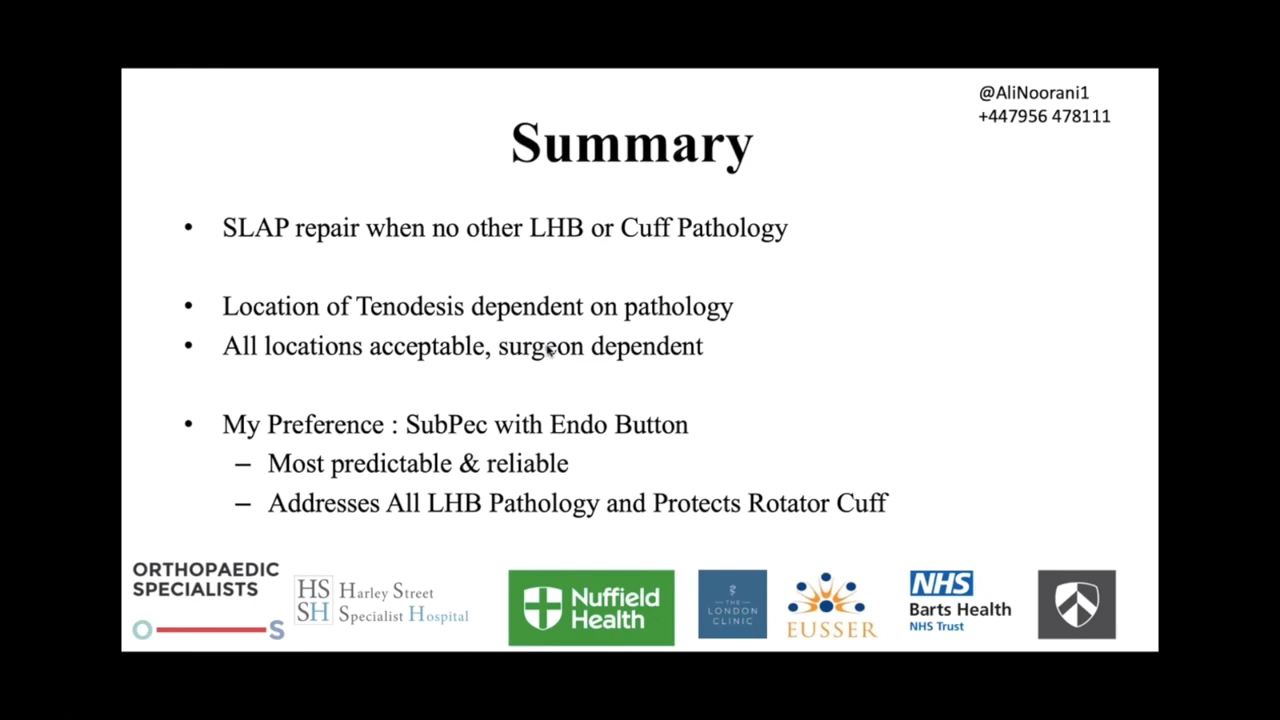 @AliNoorani1
+447956 478111
Summary
• SLAP repair when no other LHB or Cuff Pathology
• Location of Tenodesis dependent on pathology
• All locations acceptable, surgeon dependent
• My Preference : SubPec with Endo Button
– Most predictable & reliable
– Addresses All LHB Pathology and Protects Rotator Cuff
ORTHOPAEDIC
SPECIALISTS
O S
HS
SH
Harley Street
Specialist Hospital
Nuffield
Health
THE
LONDON
CLINIC
EUSSER
NHS
Barts Health
NHS Trust